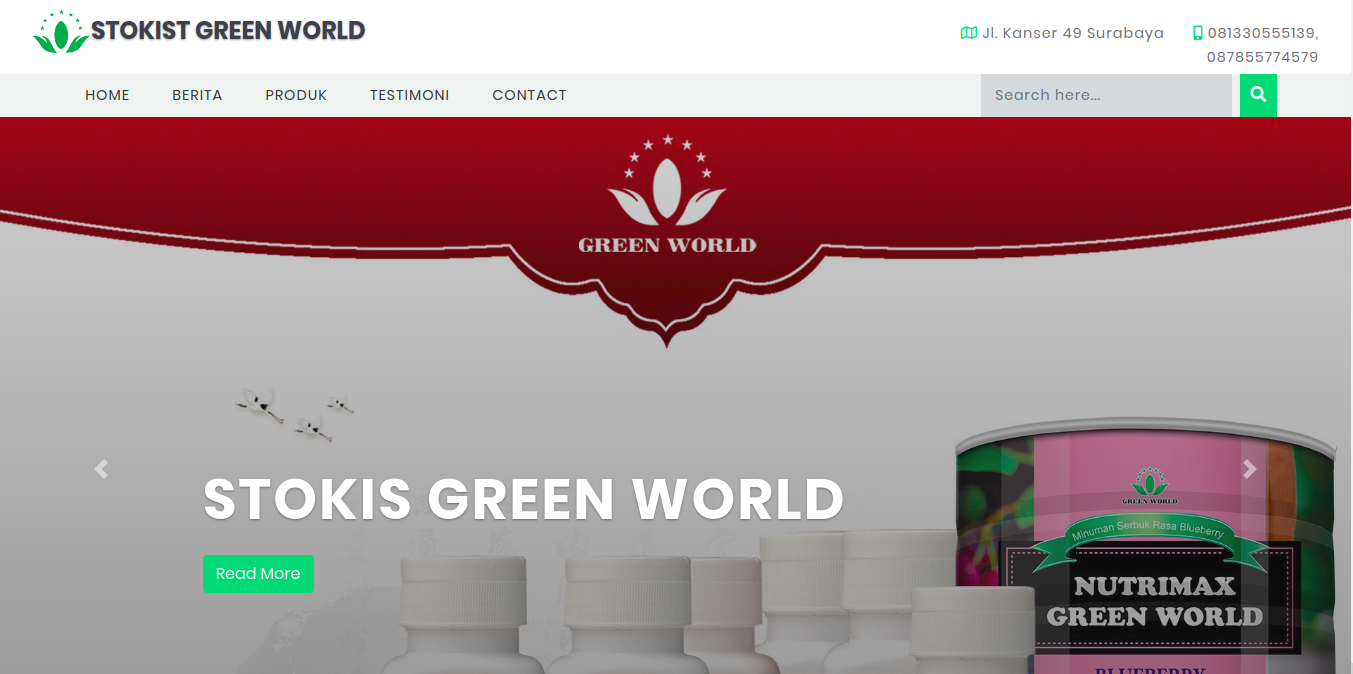 STOKIST GREEN WORLD
Jl. Kanser 49 Surabaya
081330555139,
087855774579
HOME BERITA PRODUK TESTIMONI CONTACT
Search here...
GREEN WORLD
STOKIS GREEN WORLD
Read More
GREEN WORLD
Minuman Serbuk Rasa Blueberry
NUTRIMAX
GREEN WORLD
BLUEBERRY